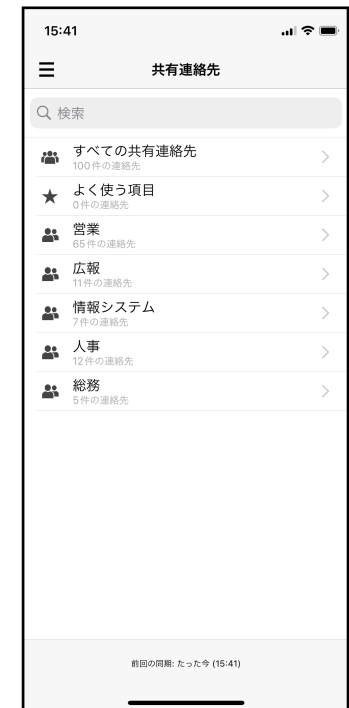 15:41
共有連絡先
検索
すべての共有連絡先
100件の連絡先
よく使う項目
0件の連絡先
営業
65件の連絡先
広報
11件の連絡先
情報システム
7件の連絡先
人事
12件の連絡先
総務
5件の連絡先
前回の同期: たった今 (15:41)